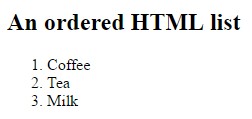 An ordered HTML list
1. Coffee
2. Tea
3. Milk